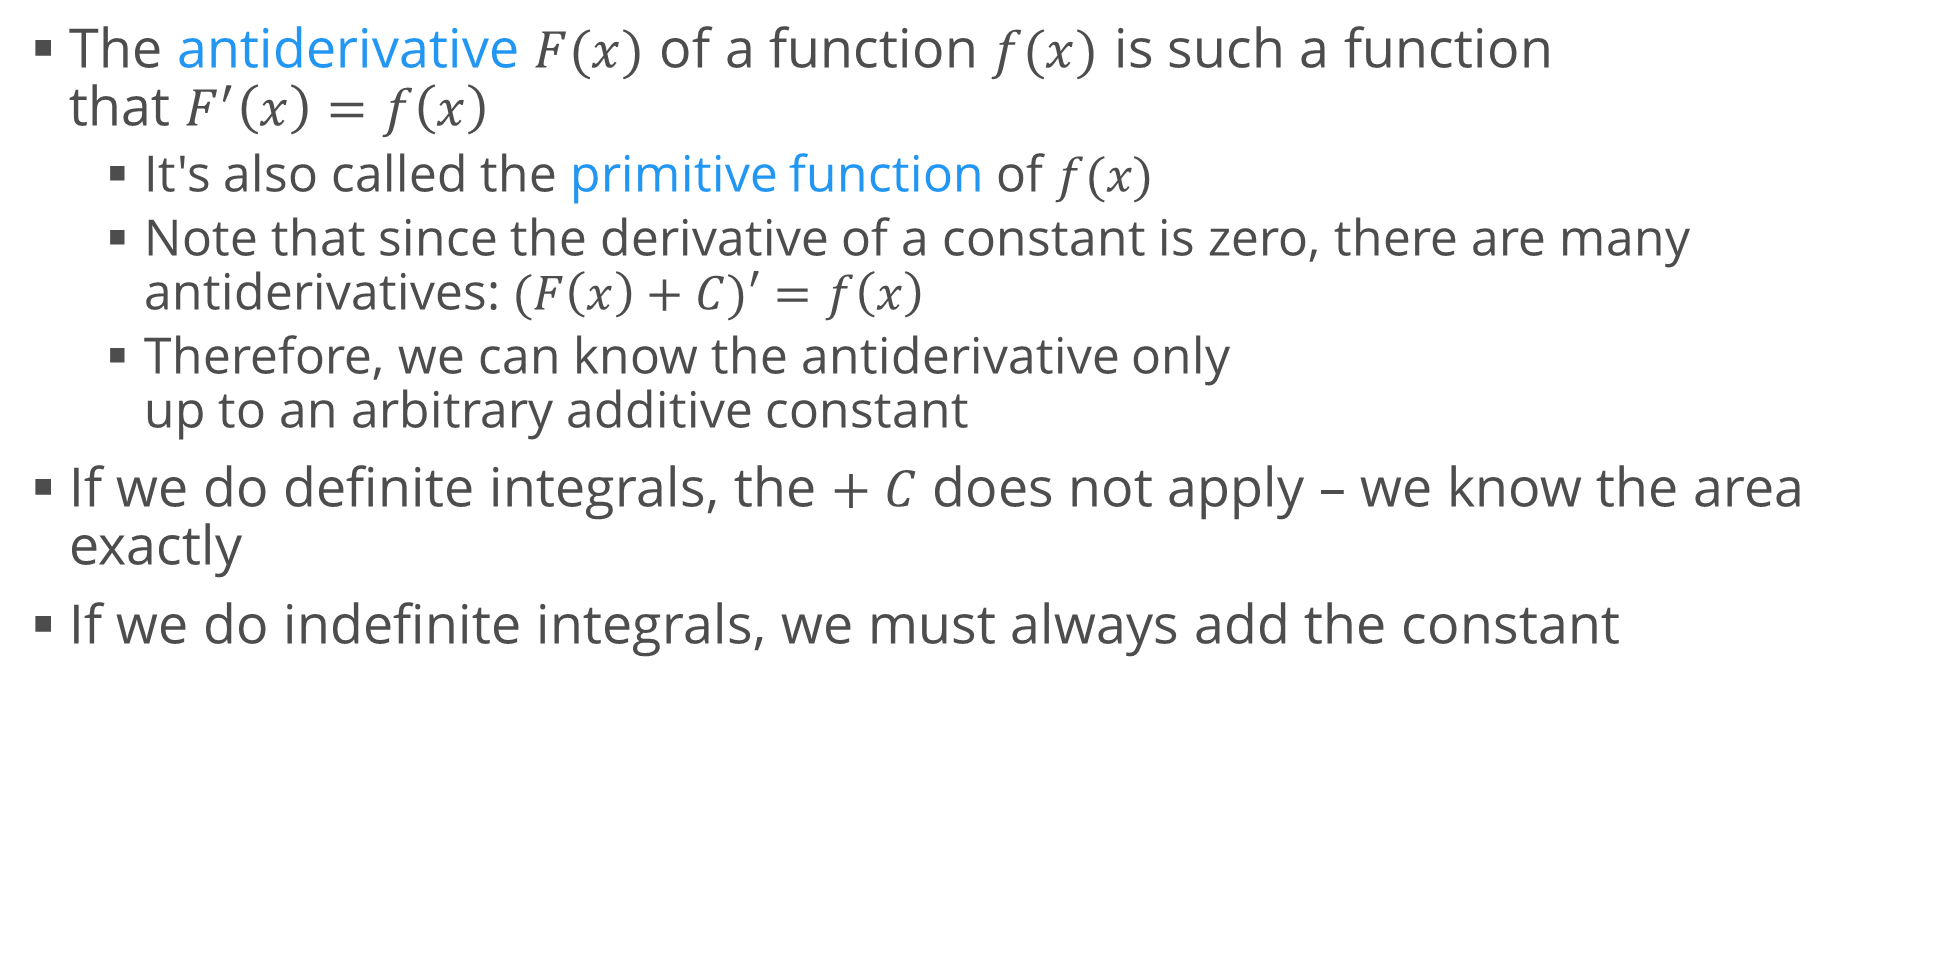 ▪ The antiderivative F(x) of a function f(x) is such a function
that F′(x) = f(x)
▪ It's also called the primitive function of f(x)
▪ Note that since the derivative of a constant is zero, there are many
antiderivatives: (F(x) + C)′ = f(x)
▪ Therefore, we can know the antiderivative only
up to an arbitrary additive constant
▪ If we do definite integrals, the + C does not apply – we know the area
exactly
▪ If we do indefinite integrals, we must always add the constant